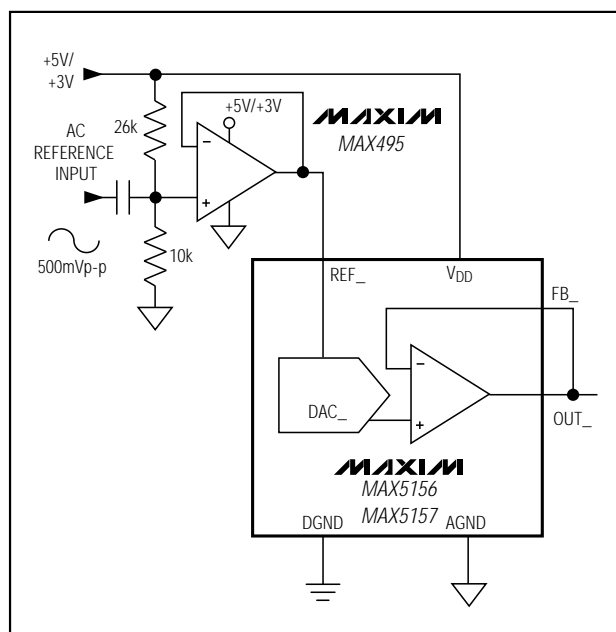 +5V/
+3V
26k
+5V/+3V
MAXIM
MAX495
AC
REFERENCE
INPUT
−
+
10k
500mVp-p
REF_
VDD
FB_
−
DAC_
+
OUT_
MAXIM
MAX5156
MAX5157
DGND
AGND